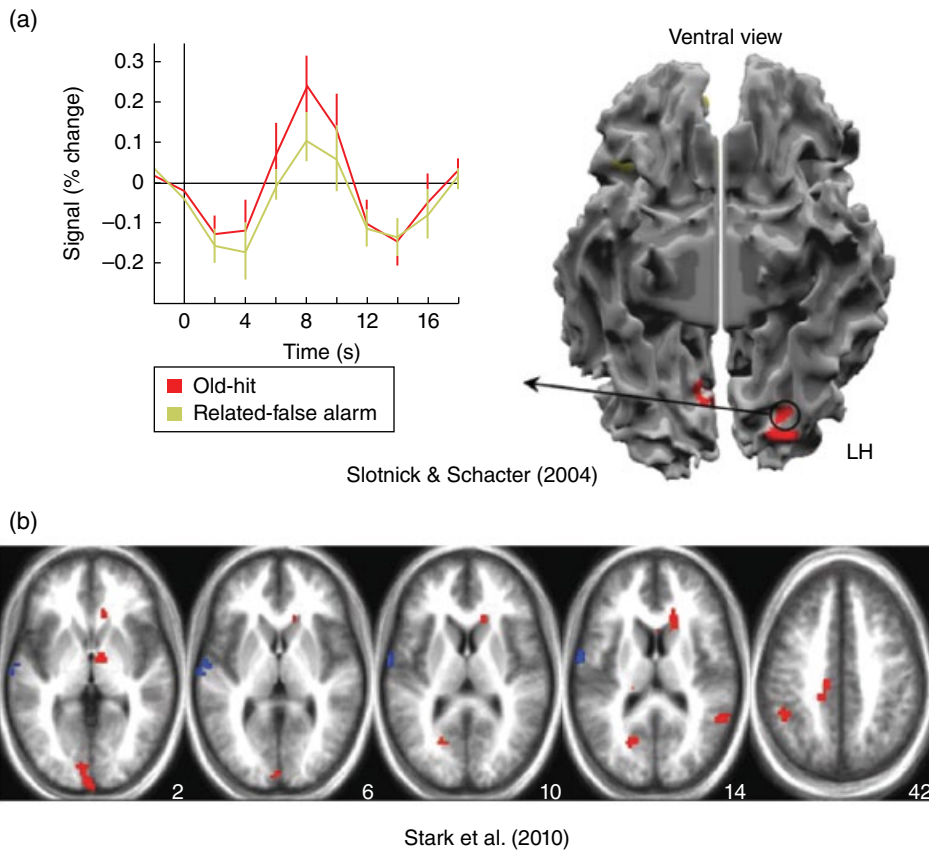 (a)
Ventral view
Signal (% change)
0.3
0.2
0.1
0
–0.1
–0.2
0 4 8 12 16
Time (s)
Old-hit
Related-false alarm
LH
Slotnick & Schacter (2004)
(b)
2 6 10 14 42
Stark et al. (2010)